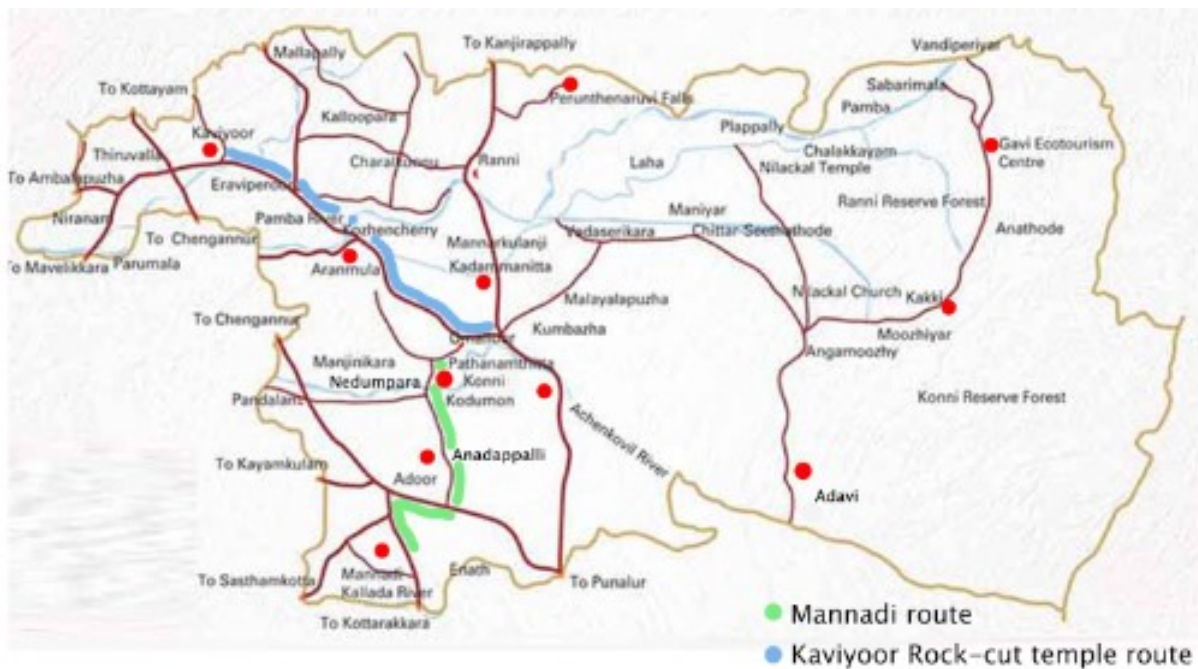 Vandiperiyar
To Kanjirappally
Mallapally
Sabarimala
To Kottayam
Perunthenaruvi Falls
Pamba
Kalloopara
Plappally
Kaviyoor
Gavi Ecotourism
Centre
Thiruvalla
Ranni
Laha
Chalakkayam
Nilackal Temple
To Ambalapuzha
Eraviperoor
Ranni Reserve Forest
Niranam
Pamba River
Maniyar
Anathode
Kozhencherry
Vadaserikara
To Chengannur
Mannarkulanji
To Mavelikkara
Parumala
Aranmula
Kadammanitta
Nilackal Church
Kakki
Malayalapuzha
To Chengannur
Kumbazha
Moozhiyar
Angamoozhy
Manjinikara
Pathanamthitta
Nedumpara
Konni
Kodumon
Konni Reserve Forest
Achenkovil River
Anadappalli
To Kayamkulam
Adoor
Adavi
Enath
To Sasthamkotta
Mannadi
Kallada River
To Punalur
To Kottarakkara
Mannadi route
Kaviyoor Rock-cut temple route